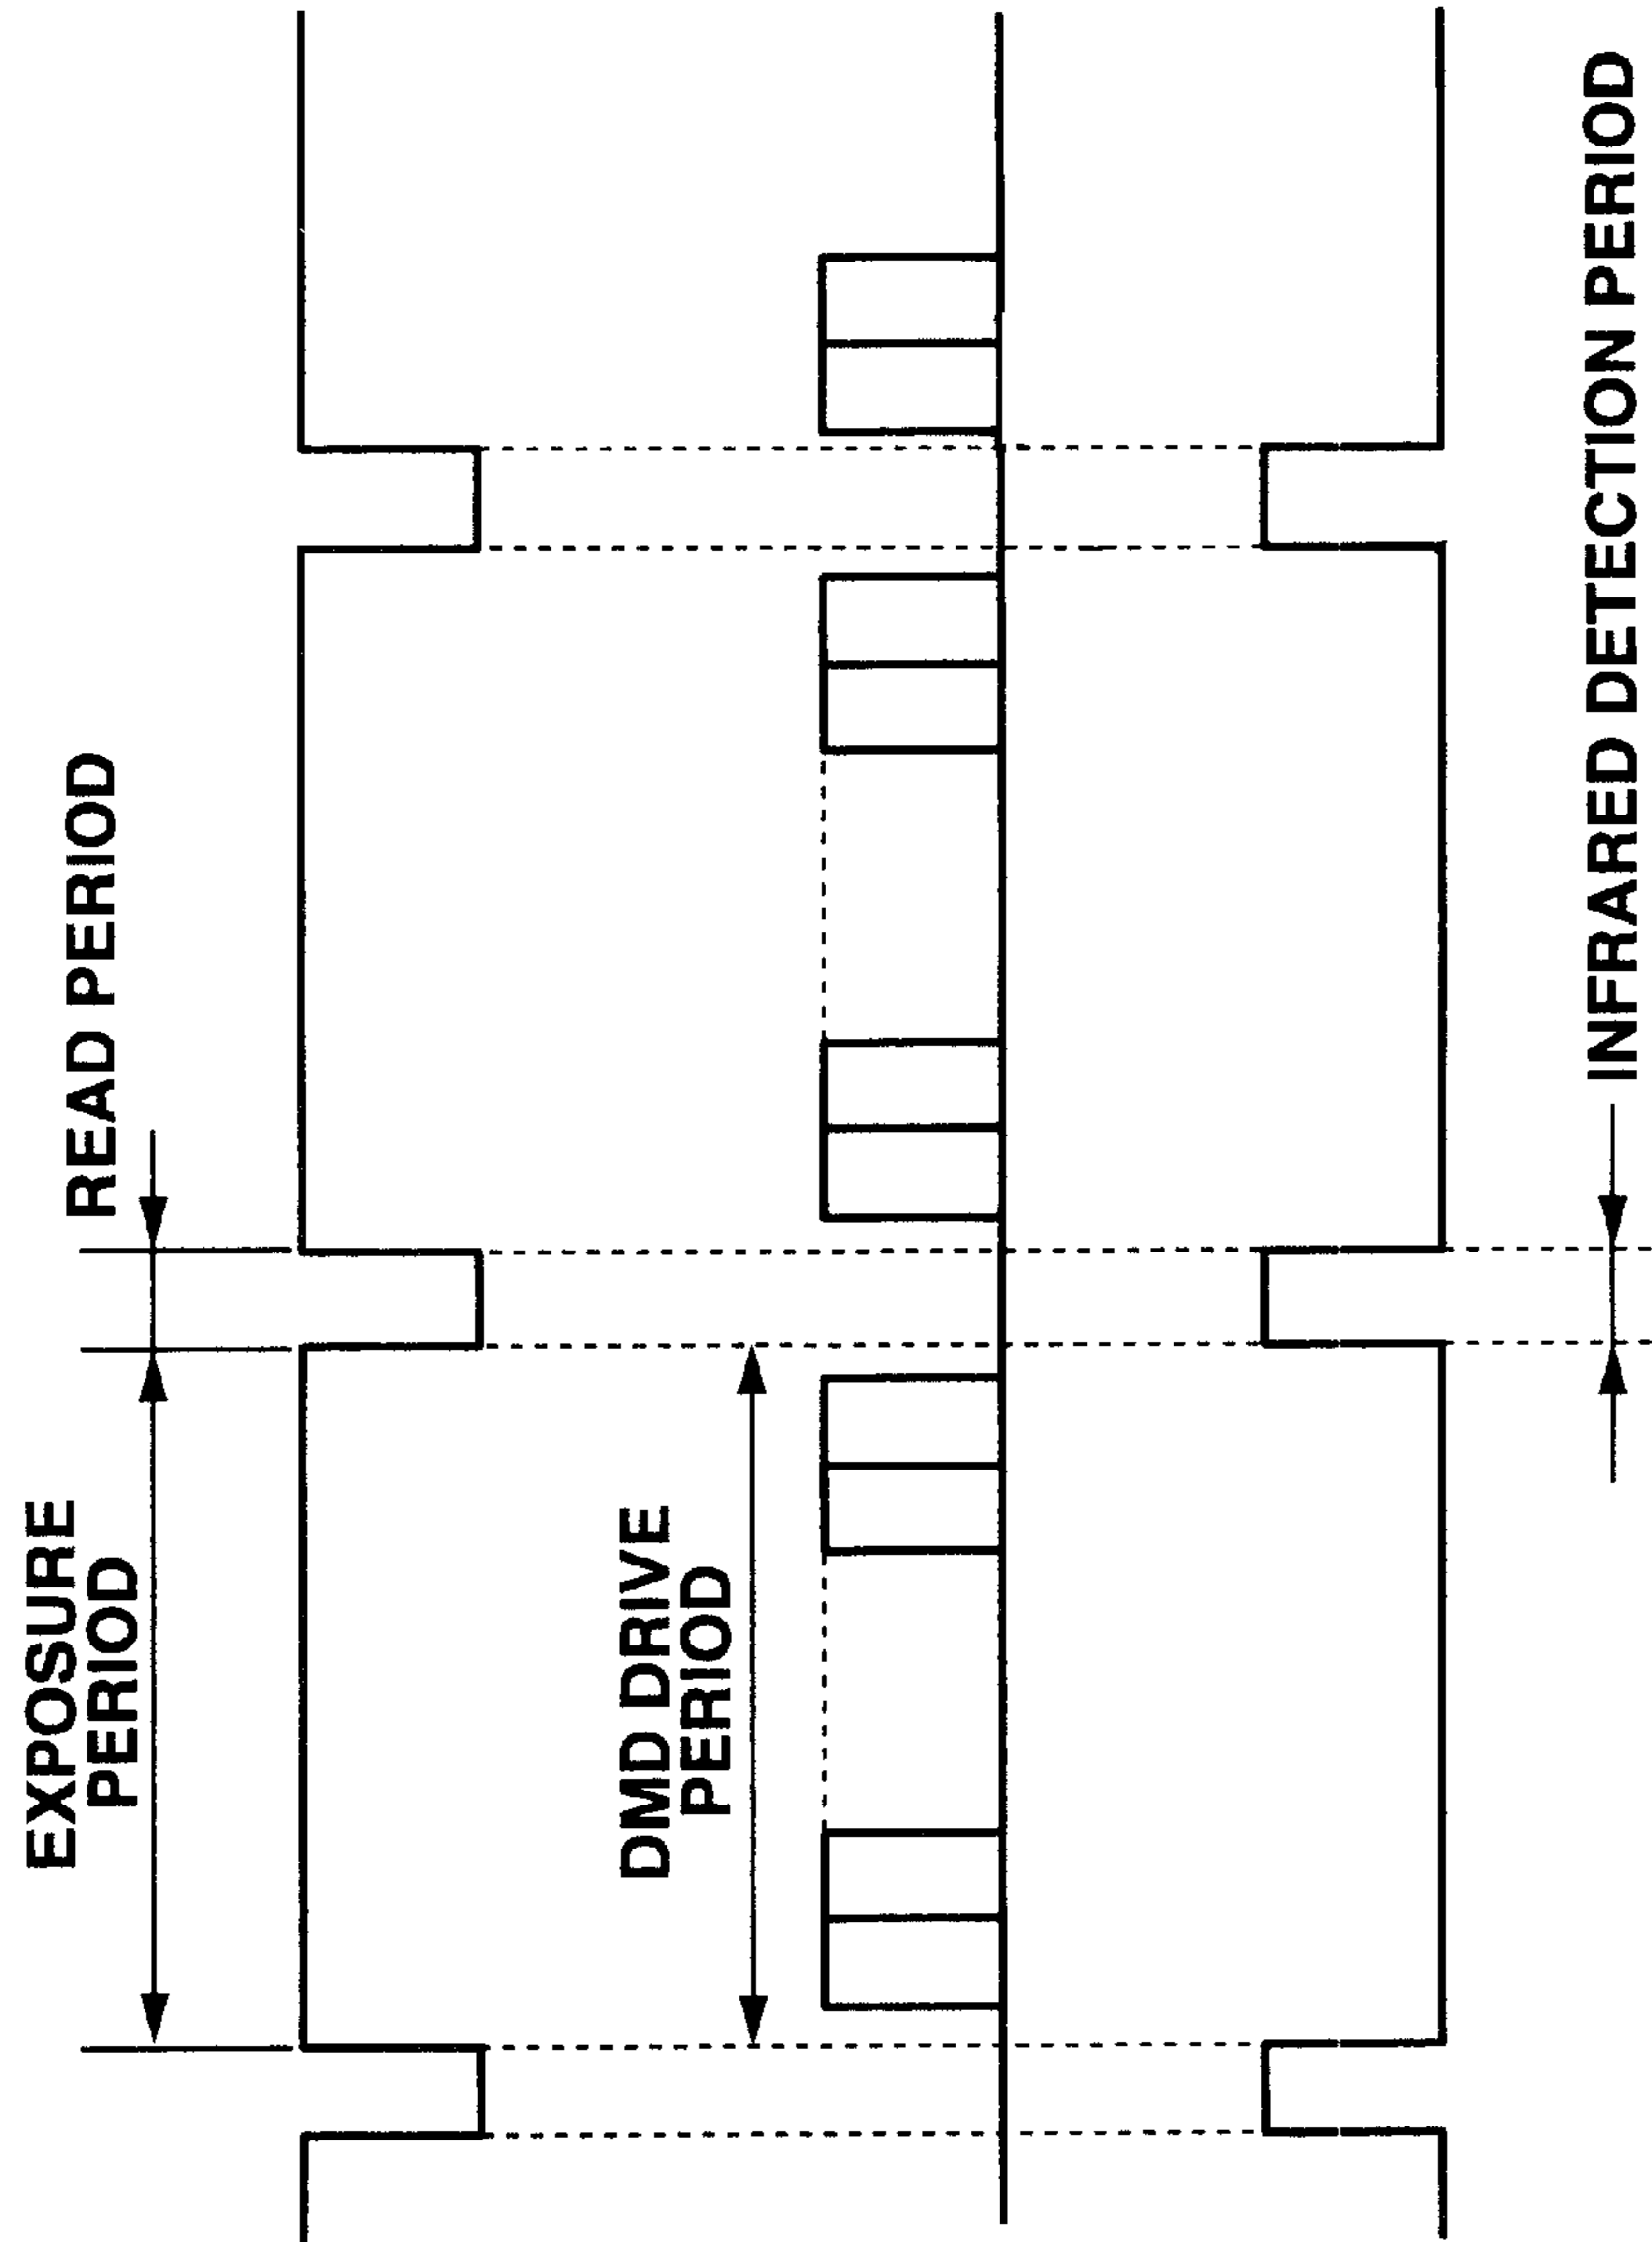 EXPOSURE
PERIOD
READ PERIOD
DMD DRIVE
PERIOD
INFRARED DETECTION PERIOD